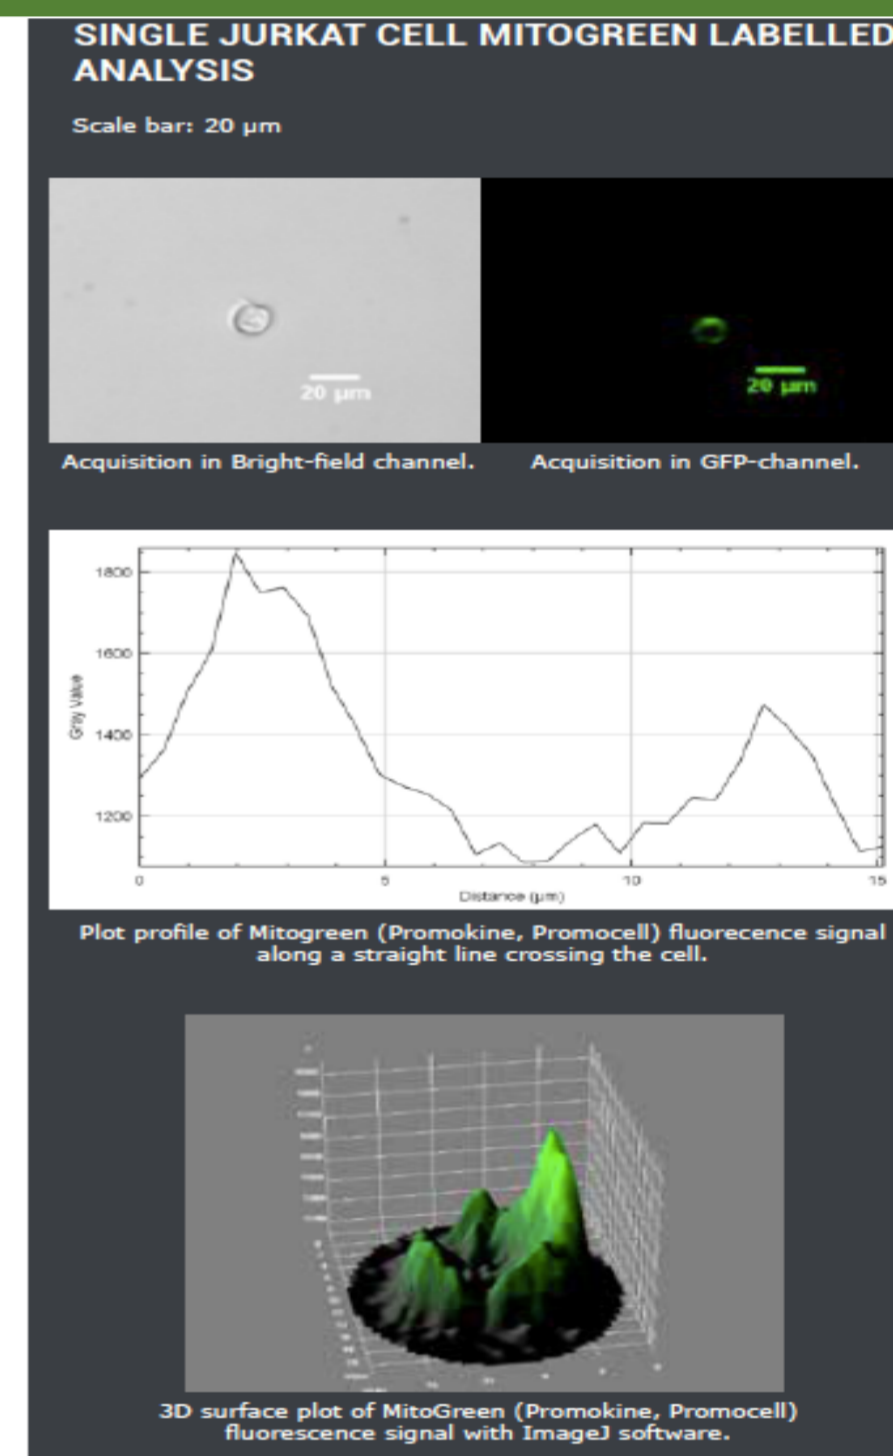 SINGLE JURKAT CELL MITOGREEN LABELLED
ANALYSIS
Scale bar: 20 µm
20 µm
20 µm
Acquisition in Bright-field channel.
Acquisition in GFP-channel.
1800
1600
1400
1200
Gray Value
0
5
10
15
Distance (µm)
Plot profile of Mitogreen (Promokine, Promocell) fluorecence signal
along a straight line crossing the cell.
3D surface plot of MitoGreen (Promokine, Promocell)
fluorescence signal with ImageJ software.